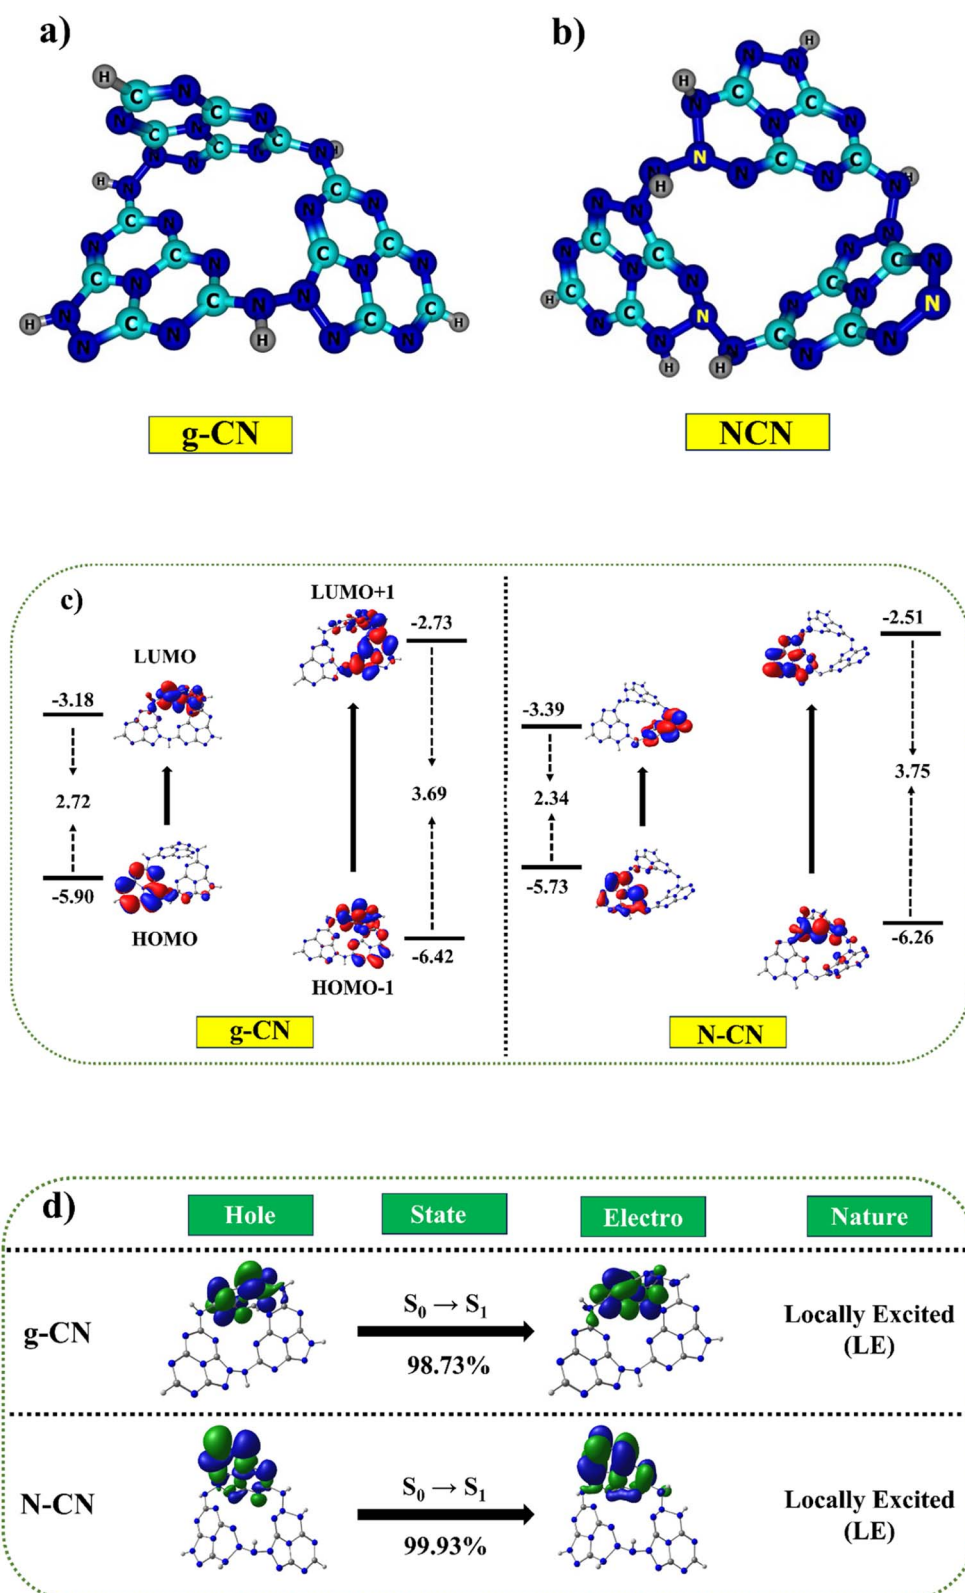 a)
b)
g-CN
NCN
c)
LUMO+1
-2.73
-2.51
LUMO
-3.18
-3.39
2.72
3.69
2.34
3.75
-5.90
-5.73
HOMO
-6.42
-6.26
HOMO-1
g-CN
N-CN
d)
Hole
State
Electro
Nature
g-CN
S₀ → S₁
98.73%
Locally Excited
(LE)
N-CN
S₀ → S₁
99.93%
Locally Excited
(LE)